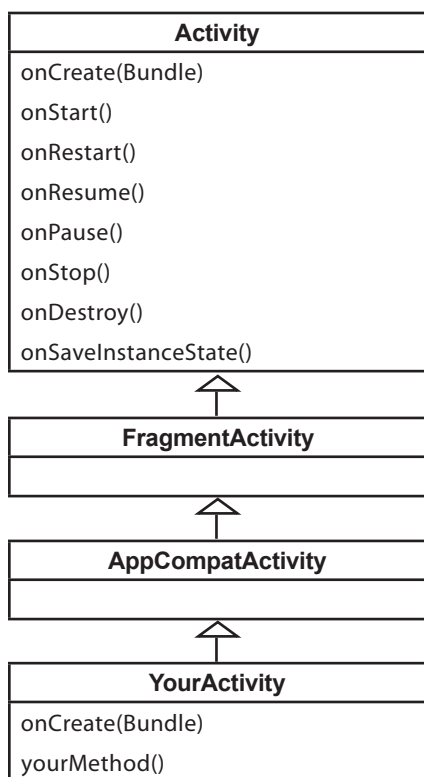 Activity
onCreate(Bundle)
onStart()
onRestart()
onResume()
onPause()
onStop()
onDestroy()
onSaveInstanceState()
FragmentActivity
AppCompatActivity
YourActivity
onCreate(Bundle)
yourMethod()